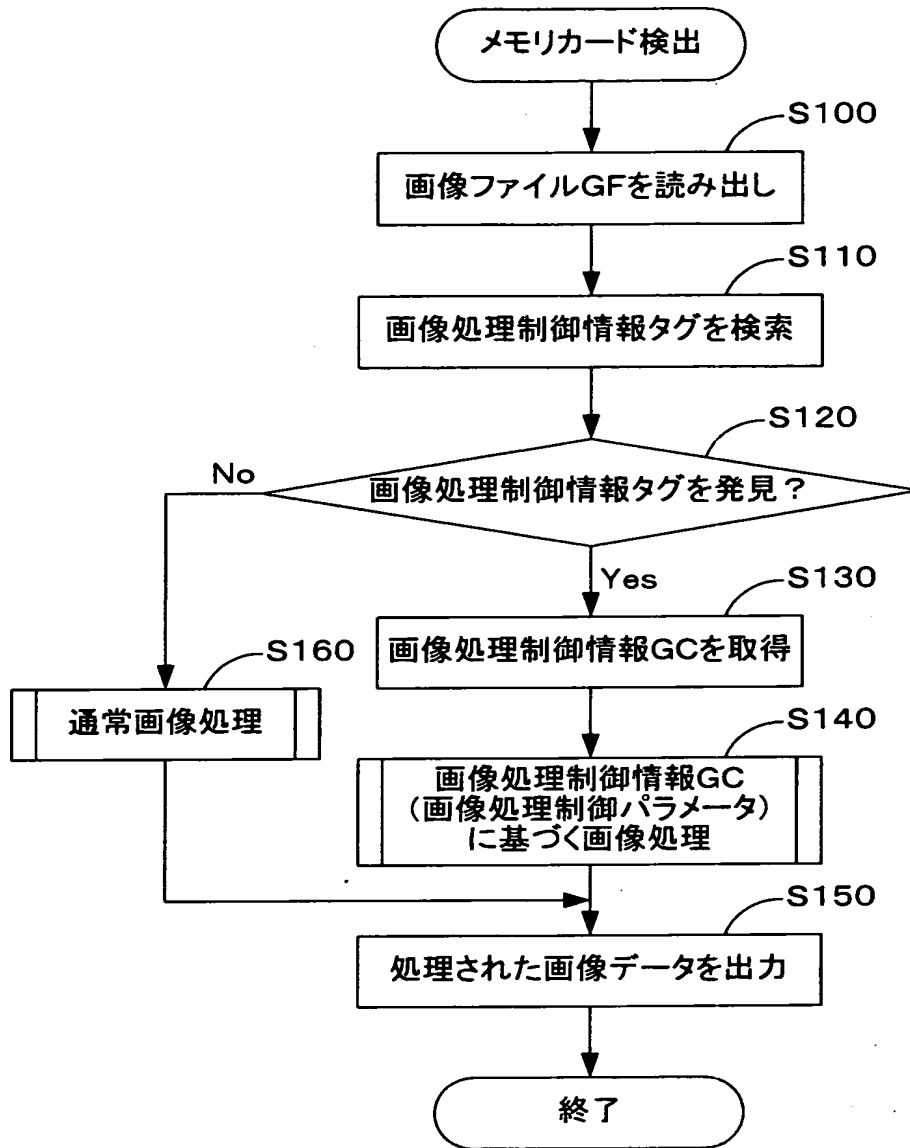 メモリカード検出
S100
画像ファイルGFを読み出し
S110
画像処理制御情報タグを検索
S120
画像処理制御情報タグを発見？
No
Yes
S130
画像処理制御情報GCを取得
S160
通常画像処理
S140
画像処理制御情報GC
（画像処理制御パラメータ）
に基づく画像処理
S150
処理された画像データを出力
終了